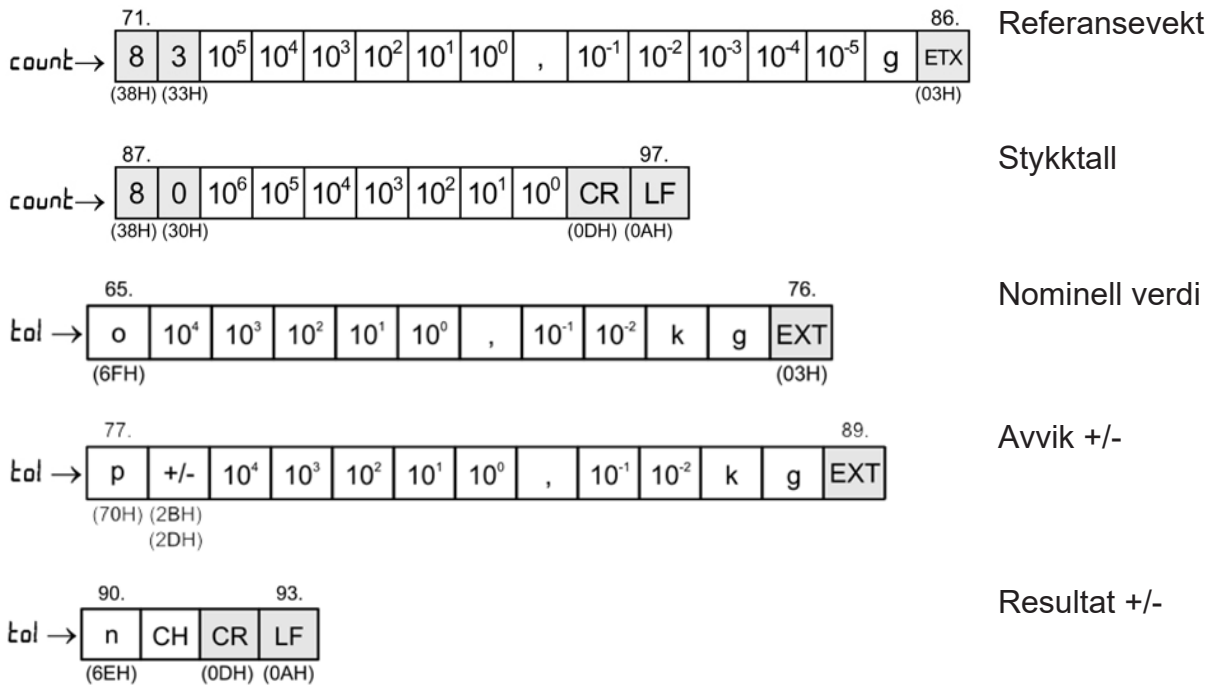 71. 86. Referansevekt
count→ 8 3 10⁵ 10⁴ 10³ 10² 10¹ 10⁰ , 10⁻¹ 10⁻² 10⁻³ 10⁻⁴ 10⁻⁵ g ETX
(38H) (33H) (03H)
87. 97. Stykktall
count→ 8 0 10⁶ 10⁵ 10⁴ 10³ 10² 10¹ 10⁰ CR LF
(38H) (30H) (0DH) (0AH)
65. 76. Nominell verdi
tol → o 10⁴ 10³ 10² 10¹ 10⁰ , 10⁻¹ 10⁻² k g EXT
(6FH) (03H)
77. 89. Avvik +/-
tol → p +/- 10⁴ 10³ 10² 10¹ 10⁰ , 10⁻¹ 10⁻² k g EXT
(70H) (2BH)
(2DH)
90. 93. Resultat +/-
tol → n CH CR LF
(6EH) (0DH) (0AH)